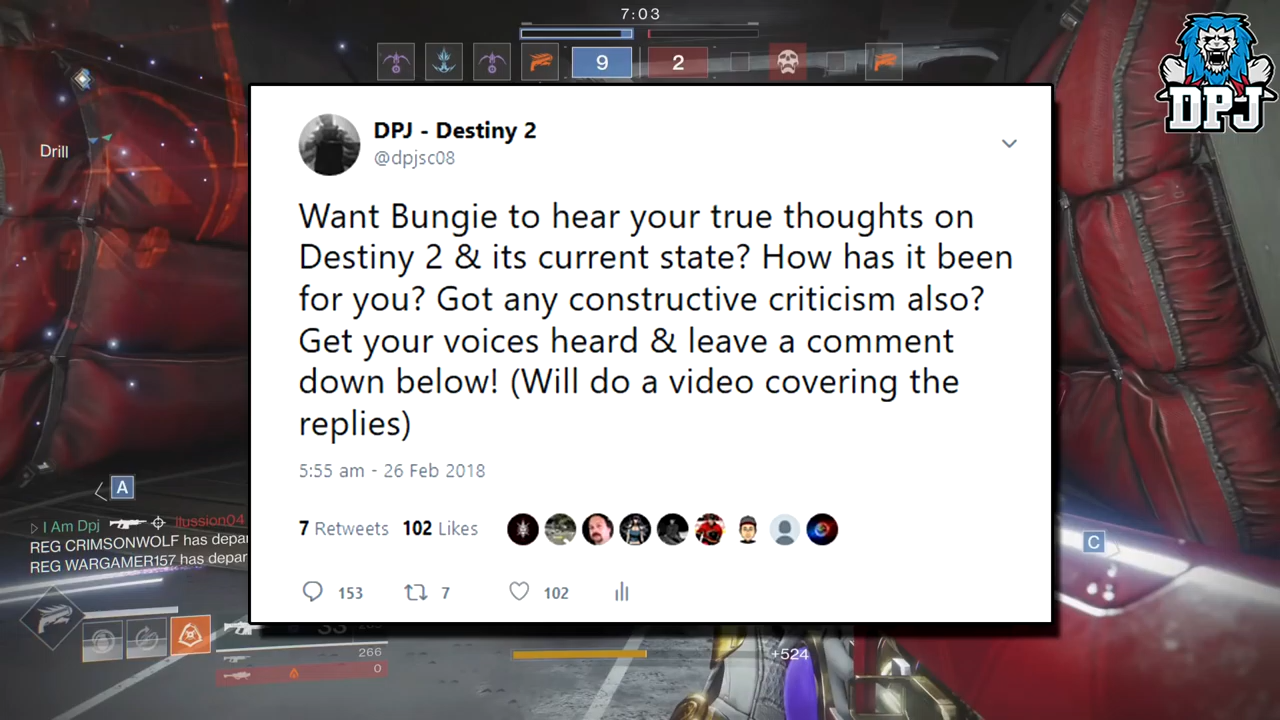 7:03
9
2
DPJ
Drill
DPJ - Destiny 2
@dpjsc08
Want Bungie to hear your true thoughts on
Destiny 2 & its current state? How has it been
for you? Got any constructive criticism also?
Get your voices heard & leave a comment
down below! (Will do a video covering the
replies)
5:55 am - 26 Feb 2018
7 Retweets 102 Likes
153 7 102
A
I Am Dpj ilussion04
REG CRIMSONWOLF has depa
REG WARGAMER157 has depar
C
266
0
+524